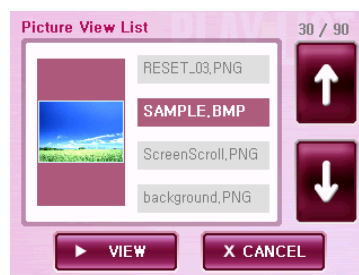 Picture View List
30 / 90
RESET_03,PNG
SAMPLE,BMP
ScreenScroll,PNG
background,PNG
VIEW
X CANCEL